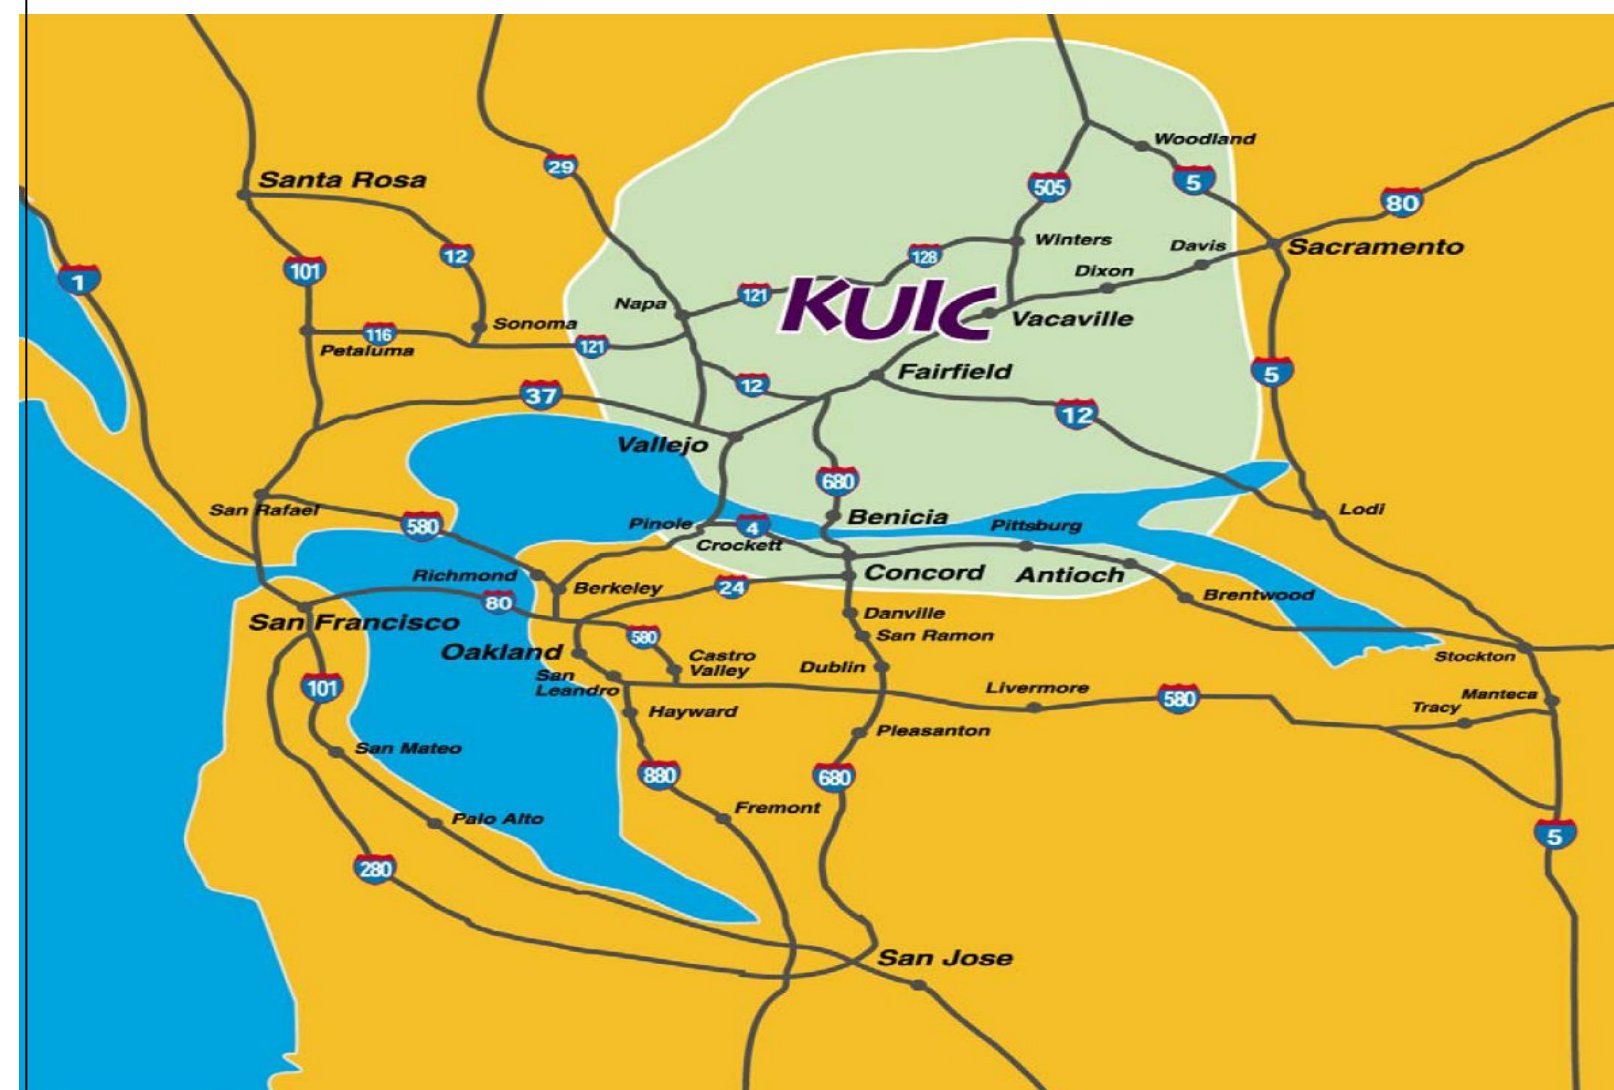 Woodland
29
Santa Rosa
505
5
80
12
128
Winters
Davis
Sacramento
101
1
Dixon
Napa
121
KUIC
Vacaville
116
Sonoma
121
Petaluma
Fairfield
5
37
12
12
Vallejo
680
San Rafael
580
Pinole
4
Benicia
Pittsburg
Lodi
Crockett
Richmond
Berkeley
24
Concord
Antioch
80
Brentwood
San Francisco
Danville
580
San Ramon
Oakland
Castro
Valley
Dublin
Stockton
San
Leandro
101
Livermore
580
Manteca
Tracy
Hayward
Pleasanton
San Mateo
880
680
Fremont
Palo Alto
5
280
San Jose